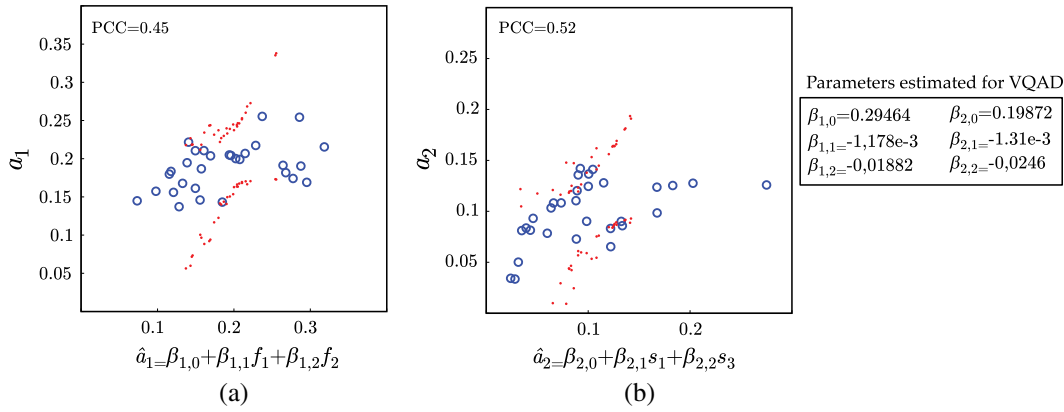 PCC=0.45
0.35
0.3
0.25
0.2
0.15
0.1
0.05
a₁
0.1 0.2 0.3
â₁₌β₁,₀+β₁,₁f₁+β₁,₂f₂
(a)
PCC=0.52
0.25
0.2
0.15
0.1
0.05
a₂
0.1 0.2
â₂₌β₂,₀+β₂,₁s₁+β₂,₂s₃
(b)
Parameters estimated for VQAD
β₁,₀=0.29464 β₂,₀=0.19872
β₁,₁₌-1,178e-3 β₂,₁₌-1.31e-3
β₁,₂₌-0,01882 β₂,₂₌-0,0246